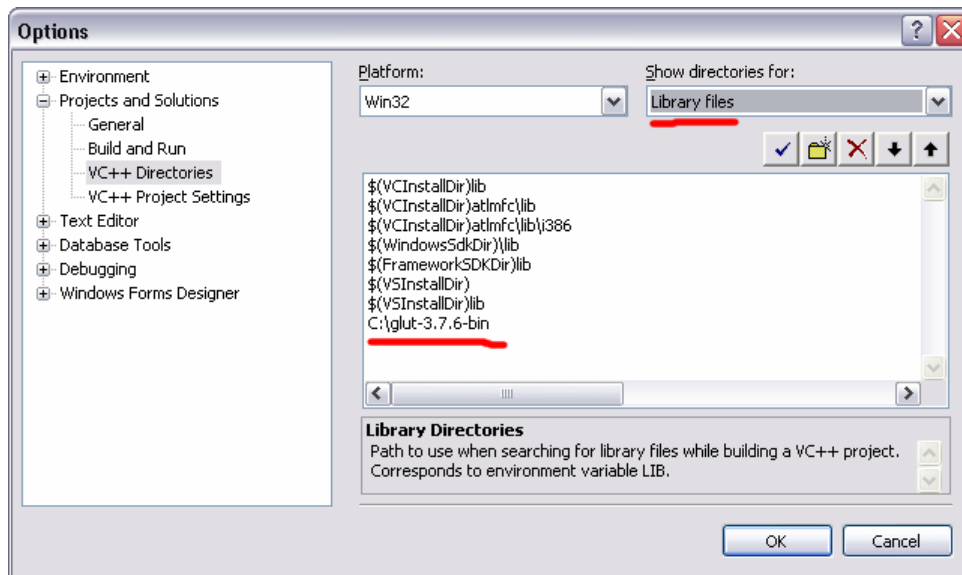 Options
Environment
Projects and Solutions
General
Build and Run
VC++ Directories
VC++ Project Settings
Text Editor
Database Tools
Debugging
Windows Forms Designer
Platform:
Win32
Show directories for:
Library files
$(VCInstallDir)lib
$(VCInstallDir)atlmfc\lib
$(VCInstallDir)atlmfc\lib\i386
$(WindowsSdkDir)\lib
$(FrameworkSDKDir)lib
$(VSInstallDir)
$(VSInstallDir)lib
C:\glut-3.7.6-bin
Library Directories
Path to use when searching for library files while building a VC++ project.
Corresponds to environment variable LIB.
OK
Cancel